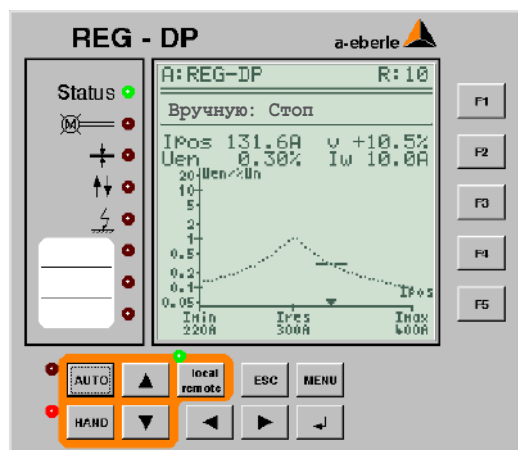 REG - DP
a-eberle
Status
M
A:REG-DP R:10
Вручную: Стоп
Ipos 131.6A v +10.5%
Uen 0.30% Iw 10.0A
20 Uen/%Un
10
5
2
1
0.5
0.2
0.1
0.05
Ipos
Imin Ires Imax
220A 300A 400A
F1
F2
F3
F4
F5
AUTO
local
remote
ESC
MENU
HAND